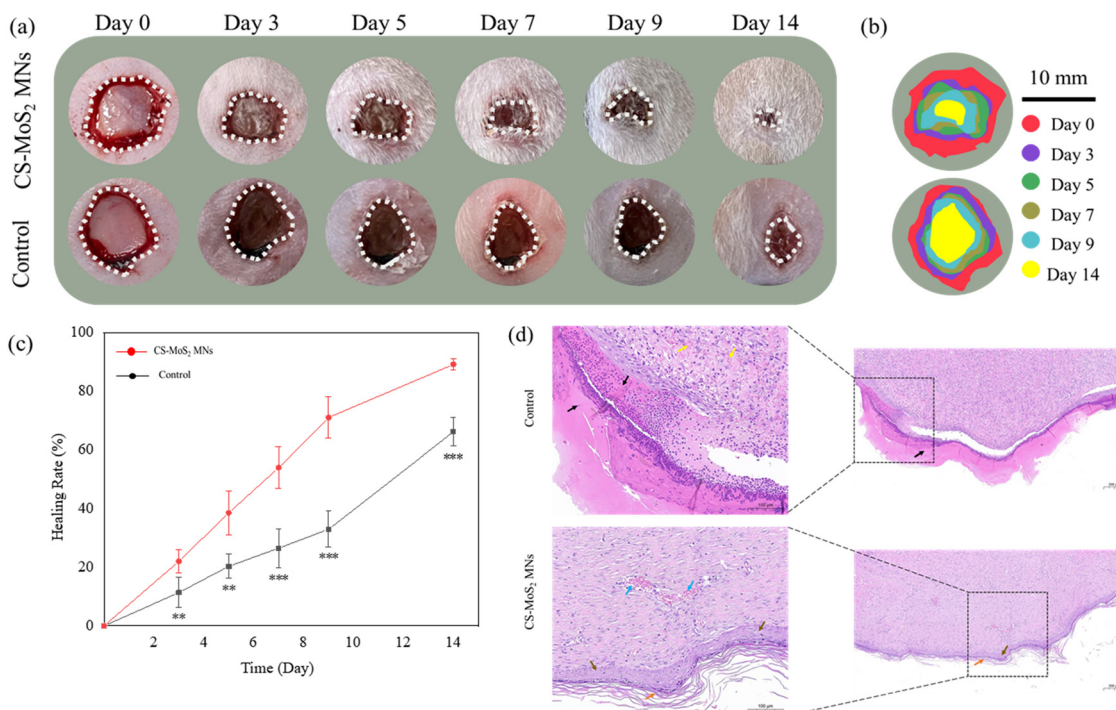 (a)
Day 0 Day 3 Day 5 Day 7 Day 9 Day 14
CS-MoS₂ MNs
Control
(b)
10 mm
Day 0
Day 3
Day 5
Day 7
Day 9
Day 14
(c)
100
80
60
40
20
0
Healing Rate (%)
CS-MoS₂ MNs
Control
** ** *** *** ***
2 4 6 8 10 12 14
Time (Day)
(d)
Control
100 μm
CS-MoS₂ MNs
100 μm